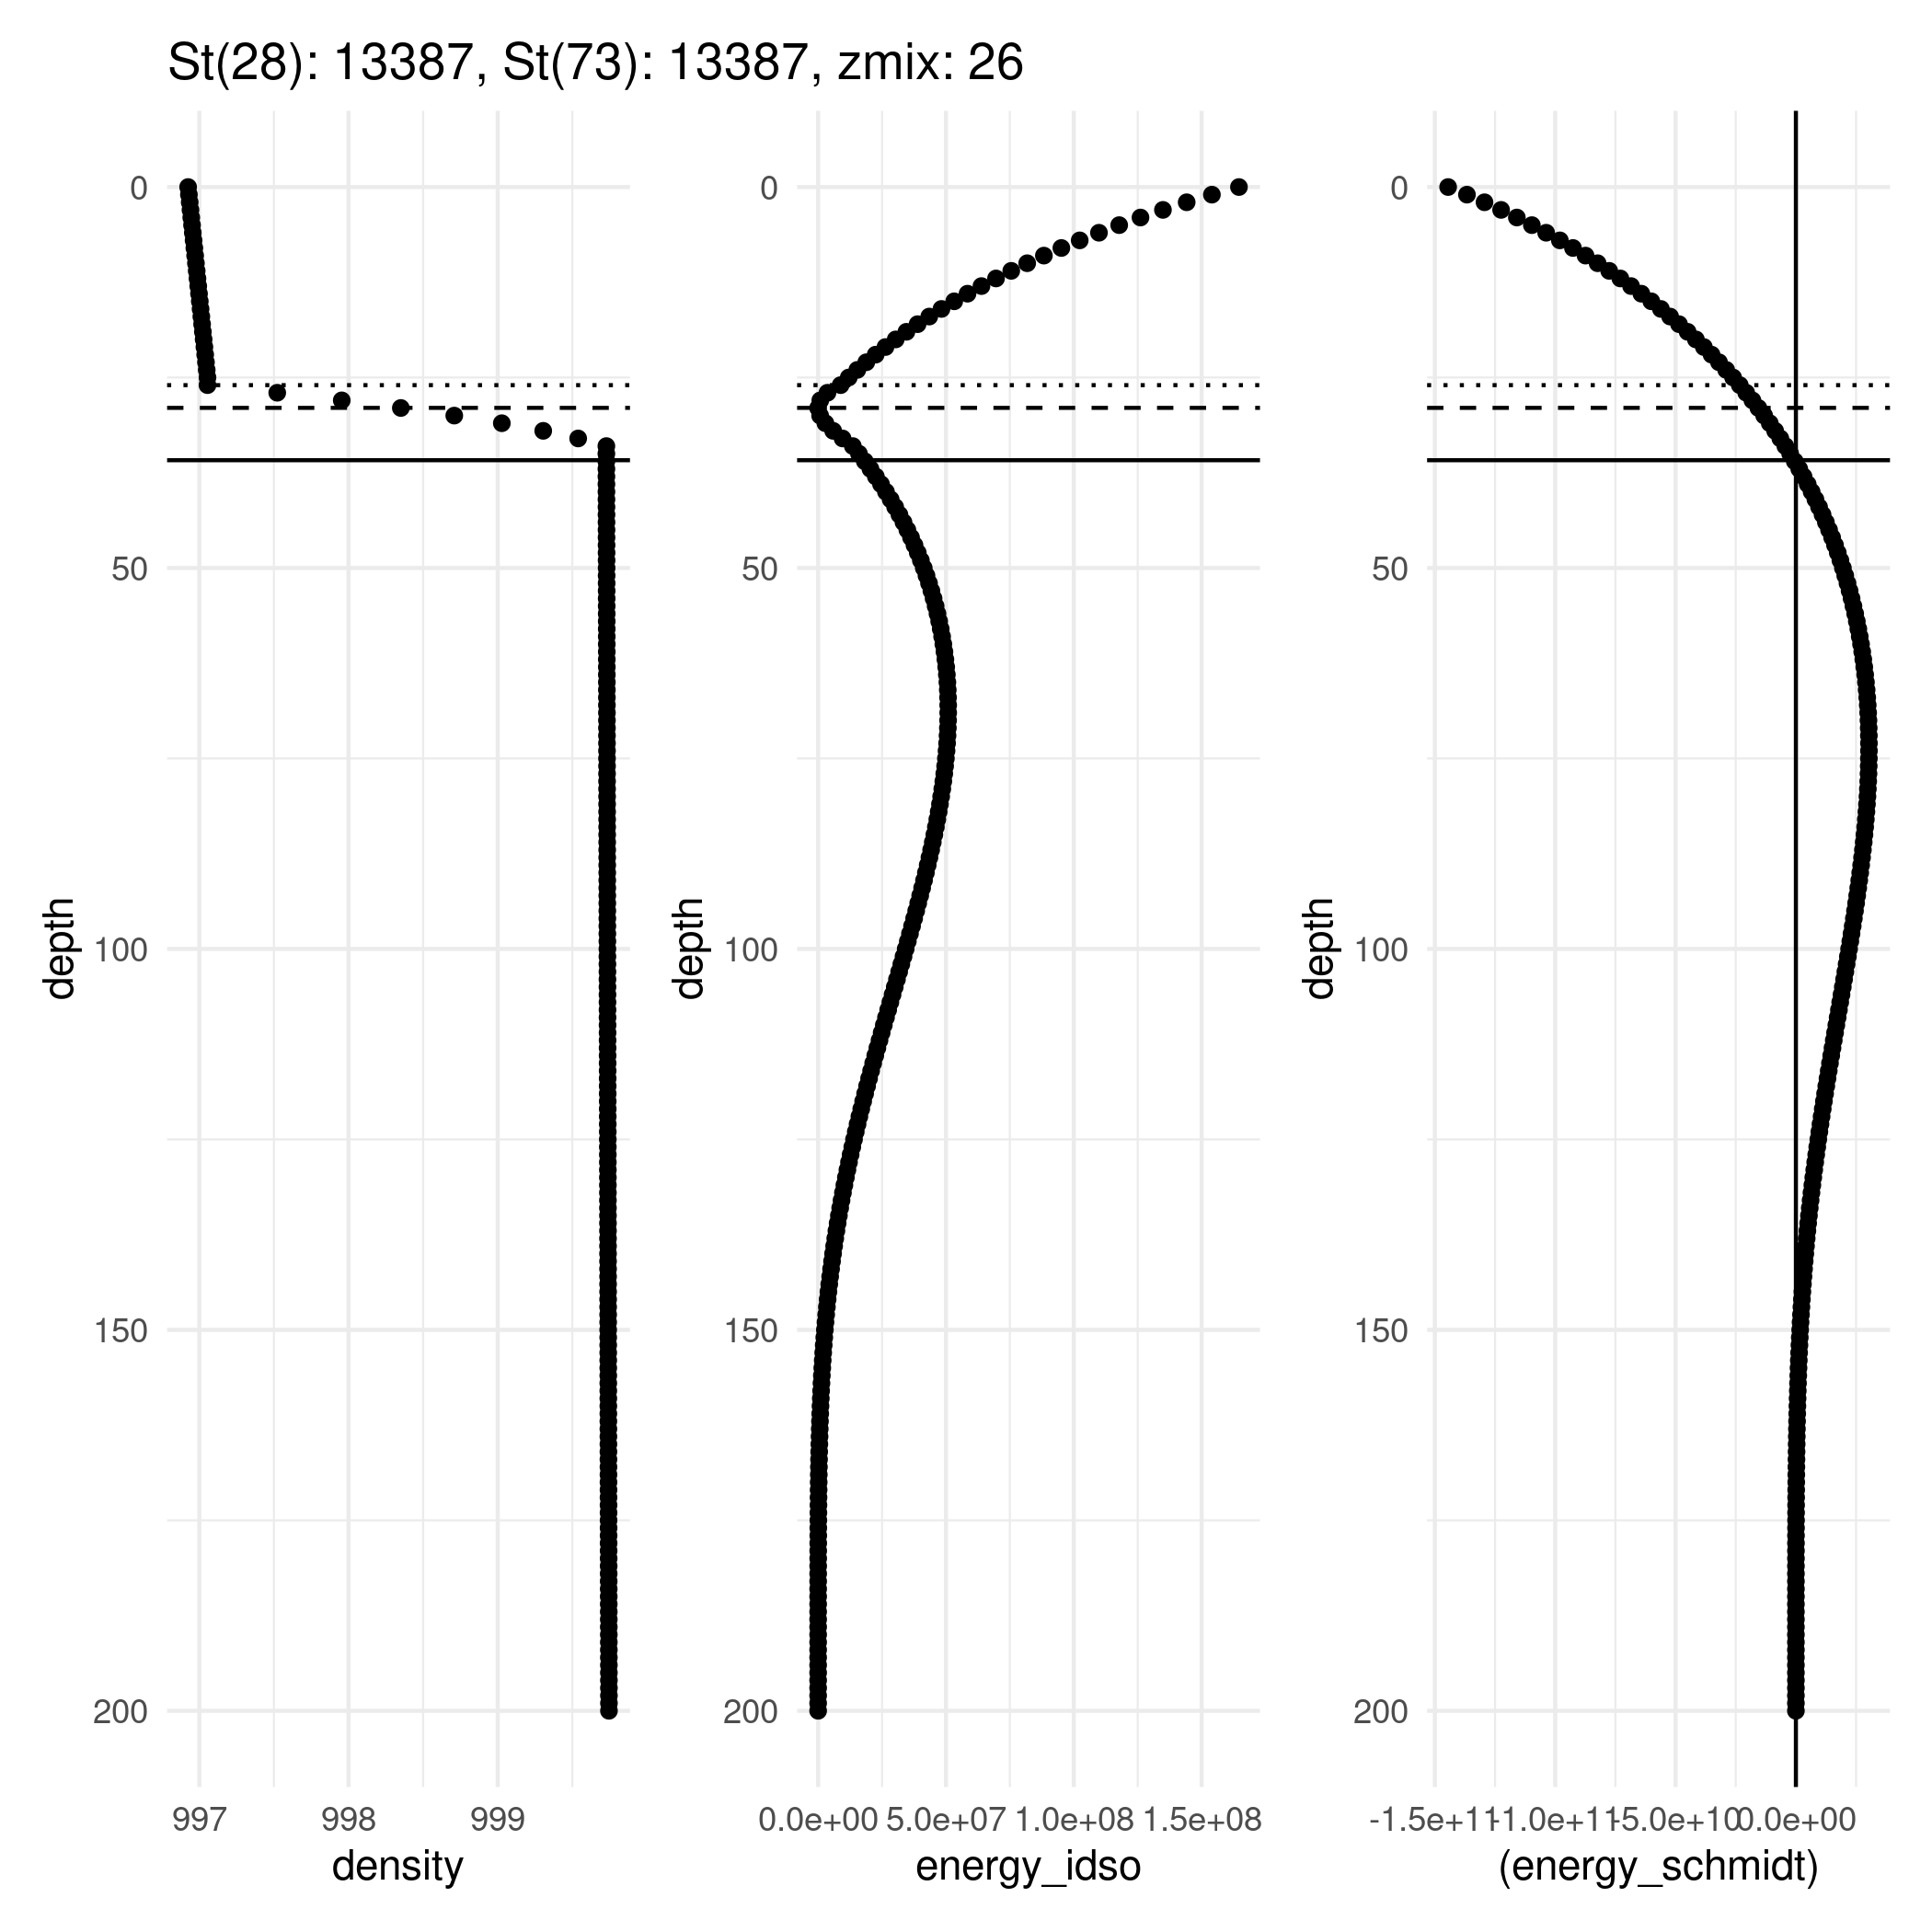 St(28): 13387, St(73): 13387, zmix: 26
0
50
100
150
200
depth
997
998
999
density
0
50
100
150
200
depth
0.0e+00
5.0e+07
1.0e+08
1.5e+08
energy_idso
0
50
100
150
200
depth
-1.5e+11
-1.0e+11
-5.0e+10
0.0e+00
(energy_schmidt)